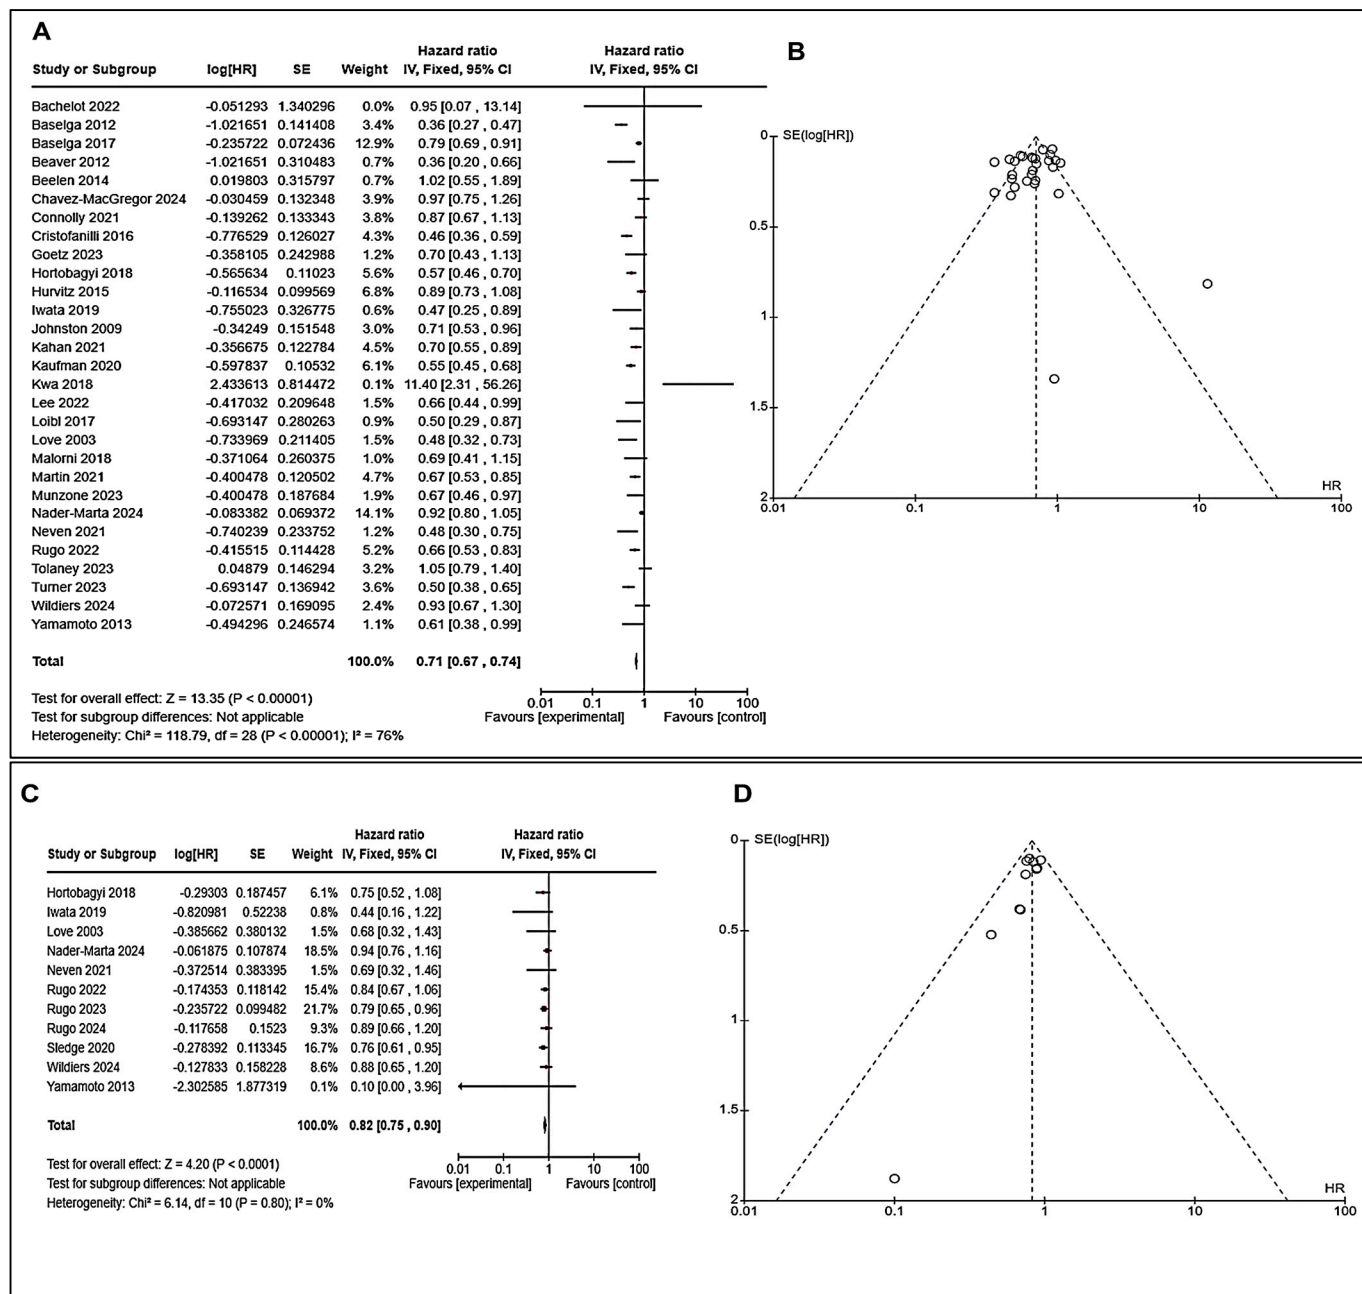 A
Hazard ratio Hazard ratio
Study or Subgroup log[HR] SE Weight IV, Fixed, 95% CI IV, Fixed, 95% CI
Bachelot 2022 -0.051293 1.340296 0.0% 0.95 [0.07 , 13.14]
Baselga 2012 -1.021651 0.141408 3.4% 0.36 [0.27 , 0.47]
Baselga 2017 -0.235722 0.072436 12.9% 0.79 [0.69 , 0.91]
Beaver 2012 -1.021651 0.310483 0.7% 0.36 [0.20 , 0.66]
Beelen 2014 0.019803 0.315797 0.7% 1.02 [0.55 , 1.89]
Chavez-MacGregor 2024 -0.030459 0.132348 3.9% 0.97 [0.75 , 1.26]
Connolly 2021 -0.139262 0.133343 3.8% 0.87 [0.67 , 1.13]
Cristofanilli 2016 -0.776529 0.126027 4.3% 0.46 [0.36 , 0.59]
Goetz 2023 -0.358105 0.242988 1.2% 0.70 [0.43 , 1.13]
Hortobagyi 2018 -0.565634 0.11023 5.6% 0.57 [0.46 , 0.70]
Hurvitz 2015 -0.116534 0.099569 6.8% 0.89 [0.73 , 1.08]
Iwata 2019 -0.755023 0.326775 0.6% 0.47 [0.25 , 0.89]
Johnston 2009 -0.34249 0.151548 3.0% 0.71 [0.53 , 0.96]
Kahan 2021 -0.356675 0.122784 4.5% 0.70 [0.55 , 0.89]
Kaufman 2020 -0.597837 0.10532 6.1% 0.55 [0.45 , 0.68]
Kwa 2018 2.433613 0.814472 0.1% 11.40 [2.31 , 56.26]
Lee 2022 -0.417032 0.209648 1.5% 0.66 [0.44 , 0.99]
Loibl 2017 -0.693147 0.280263 0.9% 0.50 [0.29 , 0.87]
Love 2003 -0.733969 0.211405 1.5% 0.48 [0.32 , 0.73]
Malorni 2018 -0.371064 0.260375 0.8% 0.69 [0.41 , 1.15]
Martin 2021 -0.400478 0.120502 4.7% 0.67 [0.53 , 0.85]
Munzone 2023 -0.400478 0.187684 1.9% 0.67 [0.46 , 0.97]
Nader-Marta 2024 -0.083382 0.069372 14.1% 0.92 [0.80 , 1.05]
Neven 2021 -0.740239 0.233752 1.2% 0.48 [0.30 , 0.75]
Rugo 2022 -0.415515 0.114428 5.2% 0.66 [0.53 , 0.83]
Tolaney 2023 0.04879 0.146294 3.2% 1.05 [0.79 , 1.40]
Turner 2023 -0.693147 0.136942 3.6% 0.50 [0.38 , 0.65]
Wildiers 2024 -0.072571 0.169095 2.4% 0.93 [0.67 , 1.30]
Yamamoto 2013 -0.494296 0.246574 1.1% 0.61 [0.38 , 0.99]
Total 100.0% 0.71 [0.67 , 0.74]
Test for overall effect: Z = 13.35 (P < 0.00001)
Test for subgroup differences: Not applicable
Heterogeneity: Chi² = 118.79, df = 28 (P < 0.00001); I² = 76%
0.01 0.1 1 10 100
Favours [experimental] Favours [control]
B
SE(log[HR])
0
0.5
1
1.5
2
HR
0.01 0.1 1 10 100
C
Hazard ratio Hazard ratio
Study or Subgroup log[HR] SE Weight IV, Fixed, 95% CI IV, Fixed, 95% CI
Hortobagyi 2018 -0.29303 0.187457 6.1% 0.75 [0.52 , 1.08]
Iwata 2019 -0.820981 0.52238 0.8% 0.44 [0.16 , 1.22]
Love 2003 -0.385662 0.380132 1.5% 0.68 [0.32 , 1.43]
Nader-Marta 2024 -0.061875 0.107874 18.5% 0.94 [0.76 , 1.16]
Neven 2021 -0.372514 0.383395 1.5% 0.69 [0.32 , 1.46]
Rugo 2022 -0.174353 0.118142 15.4% 0.84 [0.67 , 1.06]
Rugo 2023 -0.235722 0.099482 21.7% 0.79 [0.65 , 0.96]
Rugo 2024 -0.117658 0.1523 9.3% 0.89 [0.66 , 1.20]
Sledge 2020 -0.278392 0.113345 16.7% 0.76 [0.61 , 0.95]
Wildiers 2024 -0.127833 0.158228 8.6% 0.88 [0.65 , 1.20]
Yamamoto 2013 -2.302585 1.877319 0.1% 0.10 [0.00 , 3.96]
Total 100.0% 0.82 [0.75 , 0.90]
Test for overall effect: Z = 4.20 (P < 0.0001)
Test for subgroup differences: Not applicable
Heterogeneity: Chi² = 6.14, df = 10 (P = 0.80); I² = 0%
0.01 0.1 1 10 100
Favours [experimental] Favours [control]
D
SE(log[HR])
0
0.5
1
1.5
2
HR
0.01 0.1 1 10 100